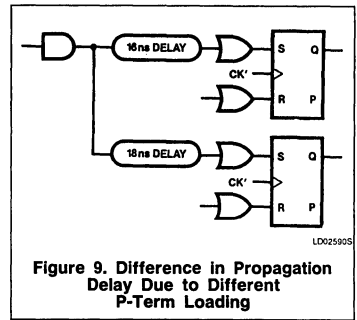 16ns DELAY
S Q
CK'
R P
18ns DELAY
S Q
CK'
R P
LD02590S
Figure 9. Difference in Propagation
Delay Due to Different
P-Term Loading